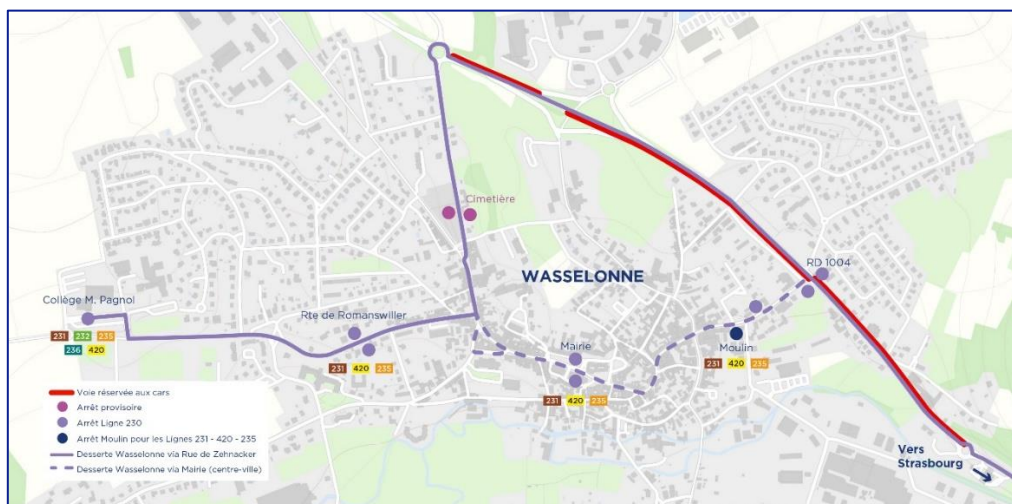 Cimetière
WASSELONNE
RD 1004
Collège M. Pagnol
231 232 235
236 420
Rte de Romanswiller
231 420 235
Mairie
231 420 235
Moulin
231 420 235
Voie réservée aux cars
Arrêt provisoire
Arrêt Ligne 230
Arrêt Moulin pour les Lignes 231 - 420 - 235
Desserte Wasselonne via Rue de Zehnacker
Desserte Wasselonne via Mairie (centre-ville)
Vers
Strasbourg